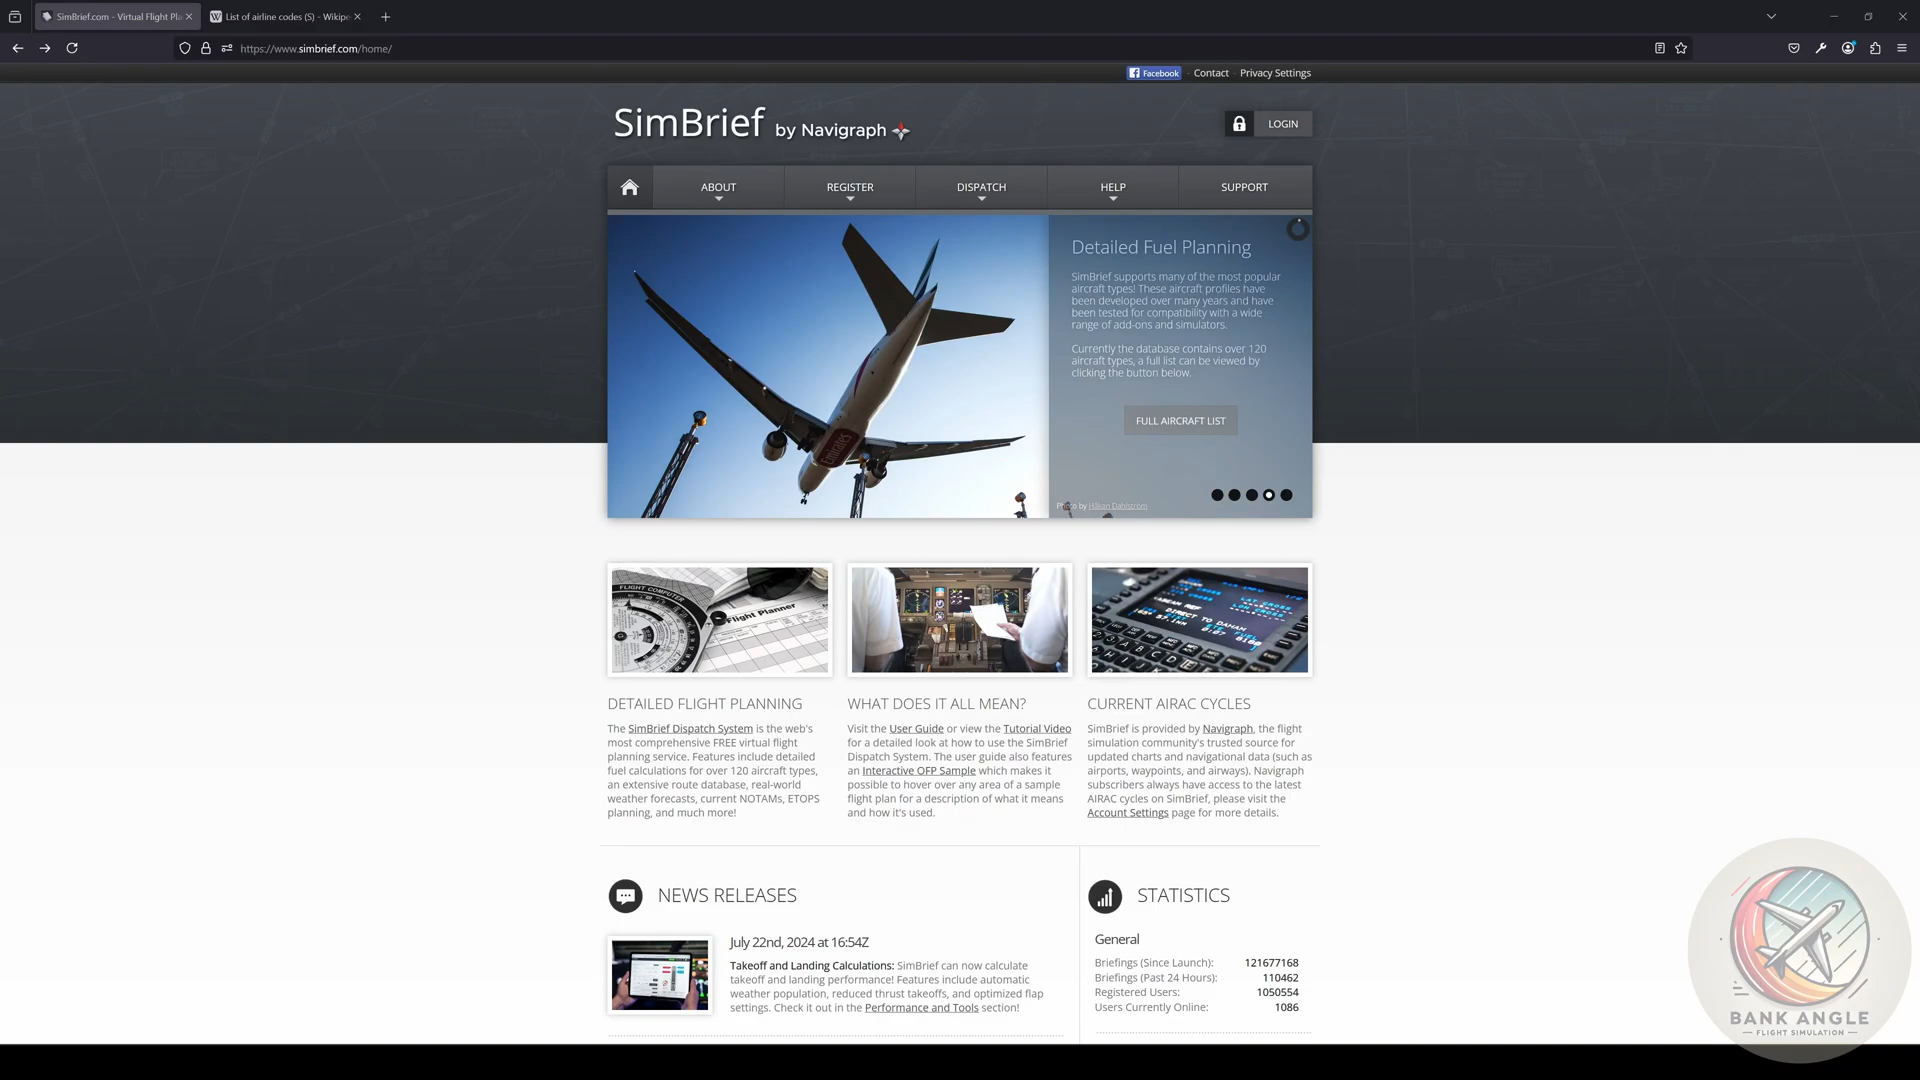 SimBrief.com - Virtual Flight Pla
List of airline codes (S) - Wikipe
https://www.simbrief.com/home/
Facebook - Contact - Privacy Settings
SimBrief by Navigraph
LOGIN
ABOUT
REGISTER
DISPATCH
HELP
SUPPORT
Emirates
Detailed Fuel Planning
SimBrief supports many of the most popular
aircraft types! These aircraft profiles have
been developed over many years and have
been tested for compatibility with a wide
range of add-ons and simulators.
Currently the database contains over 120
aircraft types, a full list can be viewed by
clicking the button below.
FULL AIRCRAFT LIST
Photo by Håkan Dahlström
FLIGHT COMPUTER
Flight Planner
DIRECT TO DAHAM
DETAILED FLIGHT PLANNING
The SimBrief Dispatch System is the web's
most comprehensive FREE virtual flight
planning service. Features include detailed
fuel calculations for over 120 aircraft types,
an extensive route database, real-world
weather forecasts, current NOTAMs, ETOPS
planning, and much more!
WHAT DOES IT ALL MEAN?
Visit the User Guide or view the Tutorial Video
for a detailed look at how to use the SimBrief
Dispatch System. The user guide also features
an Interactive OFP Sample which makes it
possible to hover over any area of a sample
flight plan for a description of what it means
and how it's used.
CURRENT AIRAC CYCLES
SimBrief is provided by Navigraph, the flight
simulation community's trusted source for
updated charts and navigational data (such as
airports, waypoints, and airways). Navigraph
subscribers always have access to the latest
AIRAC cycles on SimBrief, please visit the
Account Settings page for more details.
NEWS RELEASES
July 22nd, 2024 at 16:54Z
Takeoff and Landing Calculations: SimBrief can now calculate
takeoff and landing performance! Features include automatic
weather population, reduced thrust takeoffs, and optimized flap
settings. Check it out in the Performance and Tools section!
STATISTICS
General
Briefings (Since Launch): 121677168
Briefings (Past 24 Hours): 110462
Registered Users: 1050554
Users Currently Online: 1086
BANK ANGLE
FLIGHT SIMULATION